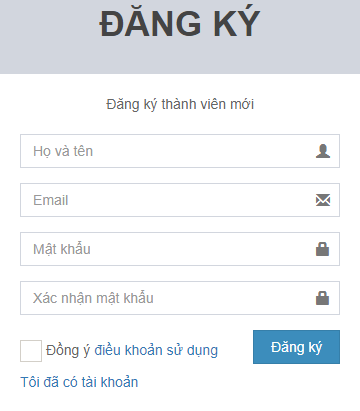 ĐĂNG KÝ
Đăng ký thành viên mới
Họ và tên
Email
Mật khẩu
Xác nhận mật khẩu
Đồng ý điều khoản sử dụng
Đăng ký
Tôi đã có tài khoản